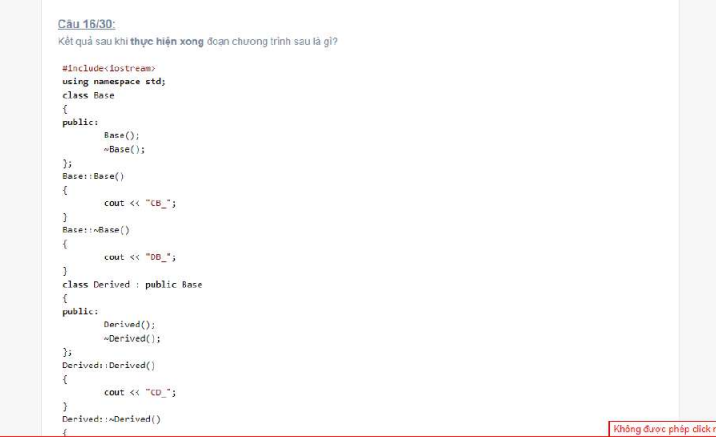 Câu 16/30:
Kết quả sau khi thực hiện xong đoạn chương trình sau là gì?
#include<iostream>
using namespace std;
class Base
{
public:
Base();
~Base();
};
Base::Base()
{
cout << "CB_";
}
Base::~Base()
{
cout << "DB_";
}
class Derived : public Base
{
public:
Derived();
~Derived();
};
Derived::Derived()
{
cout << "CD_";
}
Derived::~Derived()
{
Không được phép click